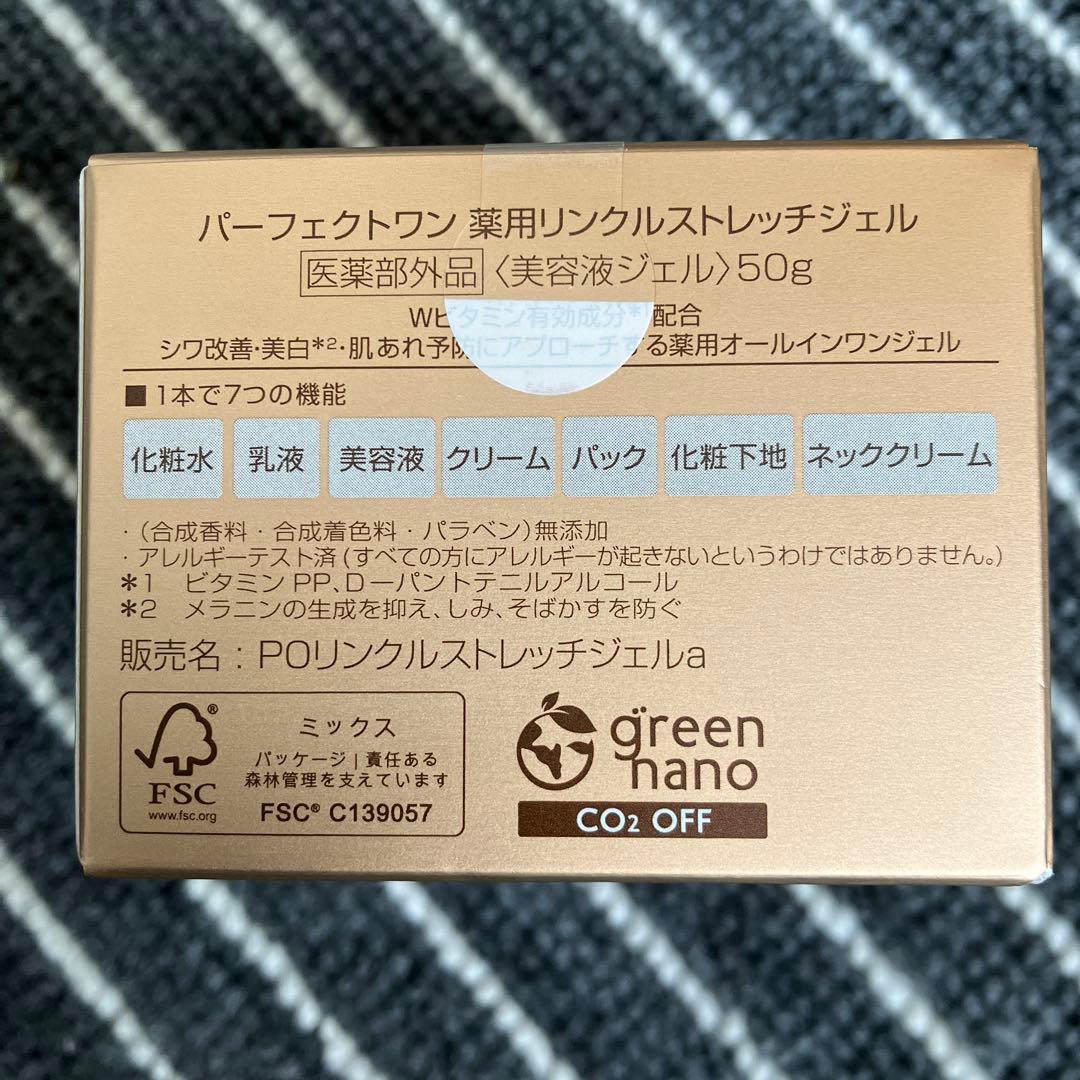 パーフェクトワン 薬用リンクルストレッチジェル
医薬部外品 〈美容液ジェル〉50g
Wビタミン有効成分*1配合
シワ改善・美白*2・肌あれ予防にアプローチする薬用オールインワンジェル
■ 1本で7つの機能
化粧水 乳液 美容液 クリーム パック 化粧下地 ネッククリーム
・(合成香料・合成着色料・パラベン)無添加
・アレルギーテスト済(すべての方にアレルギーが起きないというわけではありません。)
*1 ビタミンPP、D-パントテニルアルコール
*2 メラニンの生成を抑え、しみ、そばかすを防ぐ
販売名:POリンクルストレッチジェルa
FSC®
www.fsc.org
ミックス
パッケージ|責任ある
森林管理を支えています
FSC® C139057
green
nano
CO2 OFF